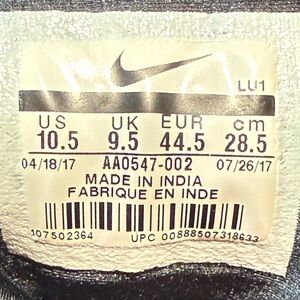 LU1
US UK EUR cm
10.5 9.5 44.5 28.5
04/18/17 AA0547-002 07/26/17
MADE IN INDIA
FABRIQUE EN INDE
107502364 UPC 00888507318633